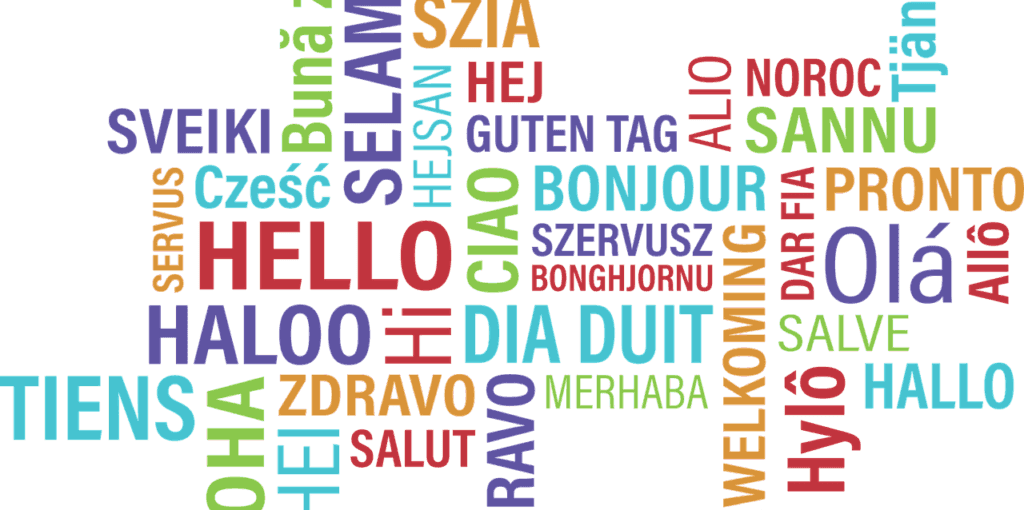 Bună z
SELAM
SZIA
Tjän
HEJ
HEJSAN
ALIO
NOROC
SVEIKI
GUTEN TAG
SANNU
SERVUS
Cześć
CIAO
BONJOUR
DAR FIA
PRONTO
HELLO
SZERVUSZ
BONGHJORNU
WELKOMING
Olá
Allô
HALOO
Hi
DIA DUIT
SALVE
TIENS
OHA
ZDRAVO
RAVO
MERHABA
Hylô
HALLO
HEI
SALUT